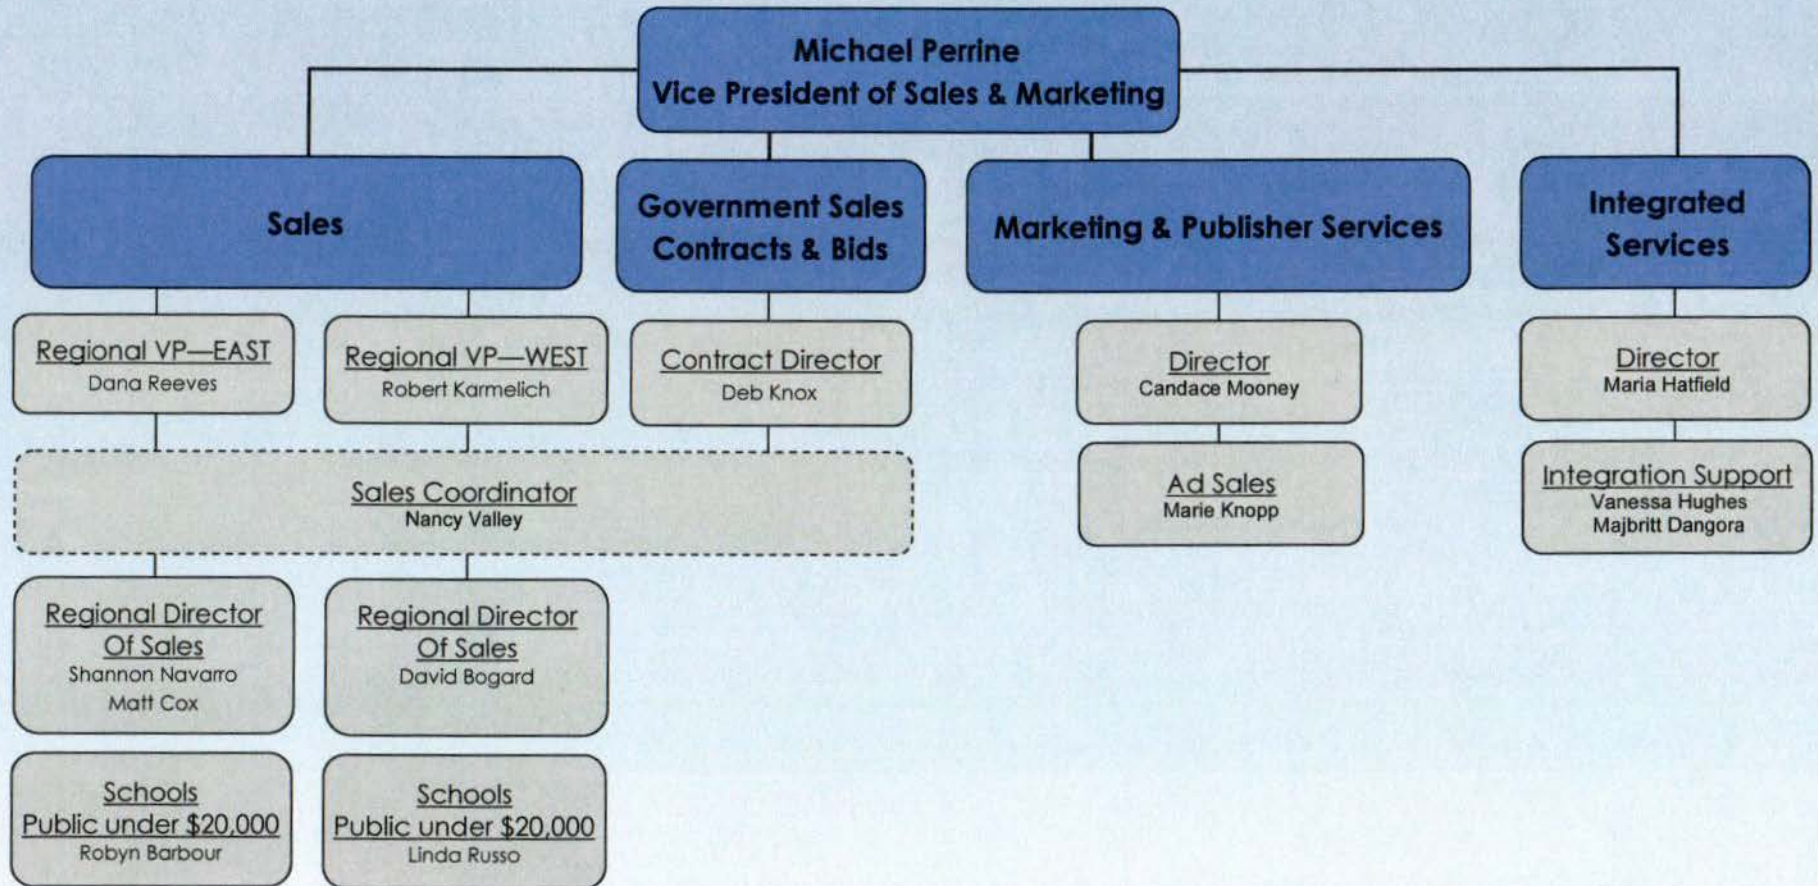 Michael Perrine
Vice President of Sales & Marketing
Sales
Government Sales
Contracts & Bids
Marketing & Publisher Services
Integrated
Services
Regional VP—EAST
Dana Reeves
Regional VP—WEST
Robert Karmelich
Contract Director
Deb Knox
Director
Candace Mooney
Director
Maria Hatfield
Sales Coordinator
Nancy Valley
Ad Sales
Marie Knopp
Integration Support
Vanessa Hughes
Majbritt Dangora
Regional Director
Of Sales
Shannon Navarro
Matt Cox
Regional Director
Of Sales
David Bogard
Schools
Public under $20,000
Robyn Barbour
Schools
Public under $20,000
Linda Russo